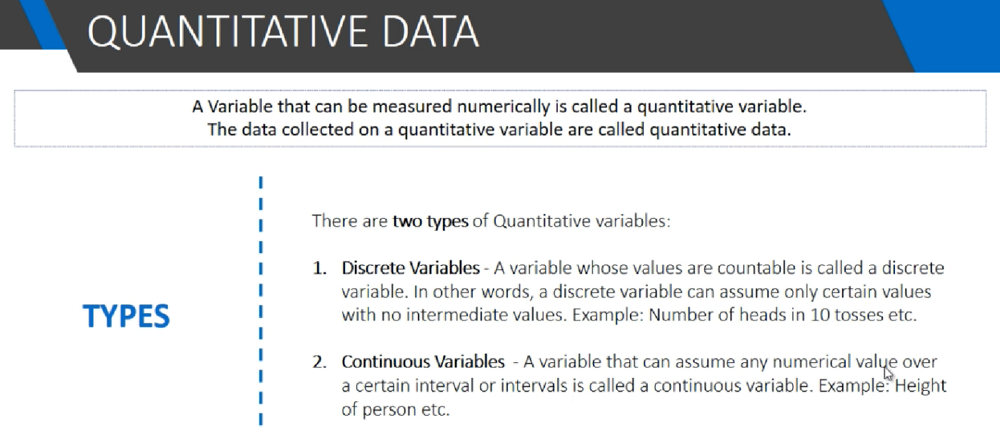 QUANTITATIVE DATA
A Variable that can be measured numerically is called a quantitative variable.
The data collected on a quantitative variable are called quantitative data.
TYPES
There are two types of Quantitative variables:
1. Discrete Variables - A variable whose values are countable is called a discrete
variable. In other words, a discrete variable can assume only certain values
with no intermediate values. Example: Number of heads in 10 tosses etc.
2. Continuous Variables - A variable that can assume any numerical value over
a certain interval or intervals is called a continuous variable. Example: Height
of person etc.